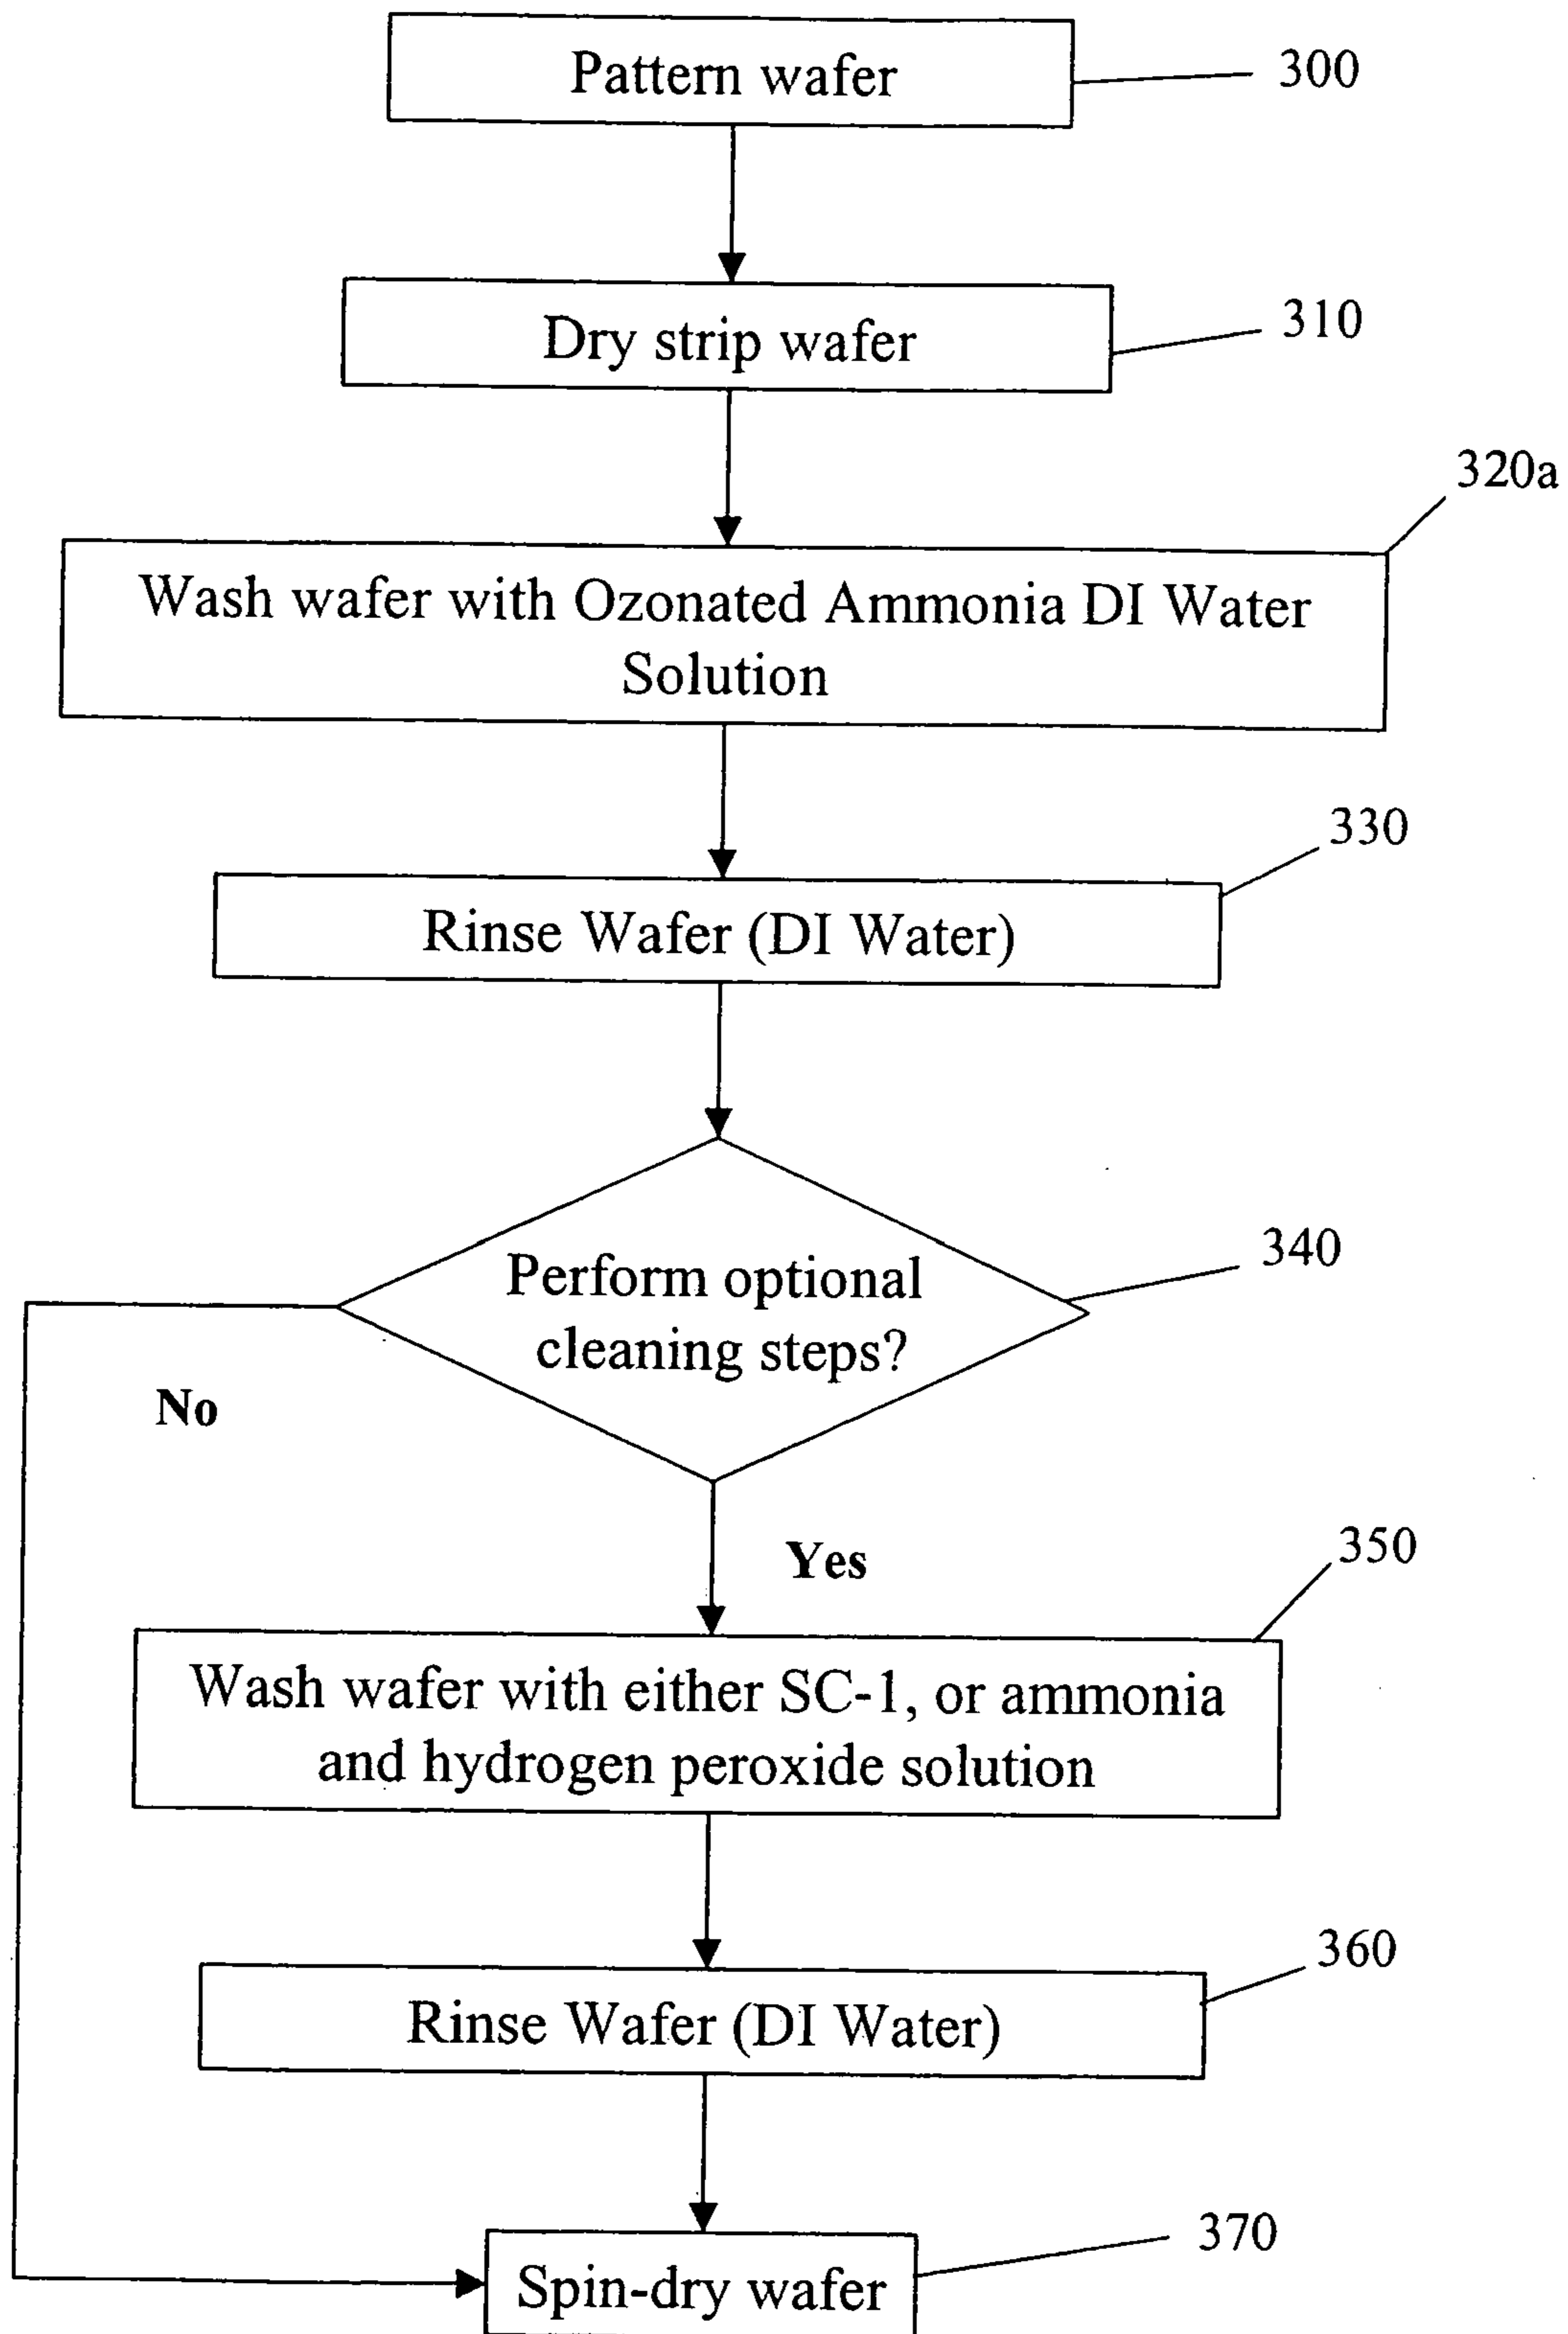 Pattern wafer
300
Dry strip wafer
310
320a
Wash wafer with Ozonated Ammonia DI Water
Solution
330
Rinse Wafer (DI Water)
340
Perform optional
cleaning steps?
No
Yes
350
Wash wafer with either SC-1, or ammonia
and hydrogen peroxide solution
360
Rinse Wafer (DI Water)
370
Spin-dry wafer